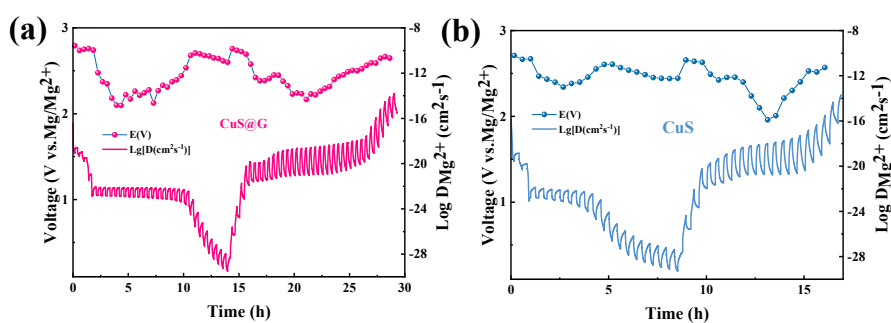 (a)
3
2
1
0 5 10 15 20 25 30
-8
-12
-16
-20
-24
-28
Voltage (V vs.Mg/Mg²⁺)
Log D_Mg²⁺ (cm²s⁻¹)
Time (h)
CuS@G
E(V)
Lg[D(cm²s⁻¹)]
(b)
3
2
1
0 5 10 15
-8
-12
-16
-20
-24
-28
Voltage (V vs.Mg/Mg²⁺)
Log D_Mg²⁺ (cm²s⁻¹)
Time (h)
CuS
E(V)
Lg[D(cm²s⁻¹)]